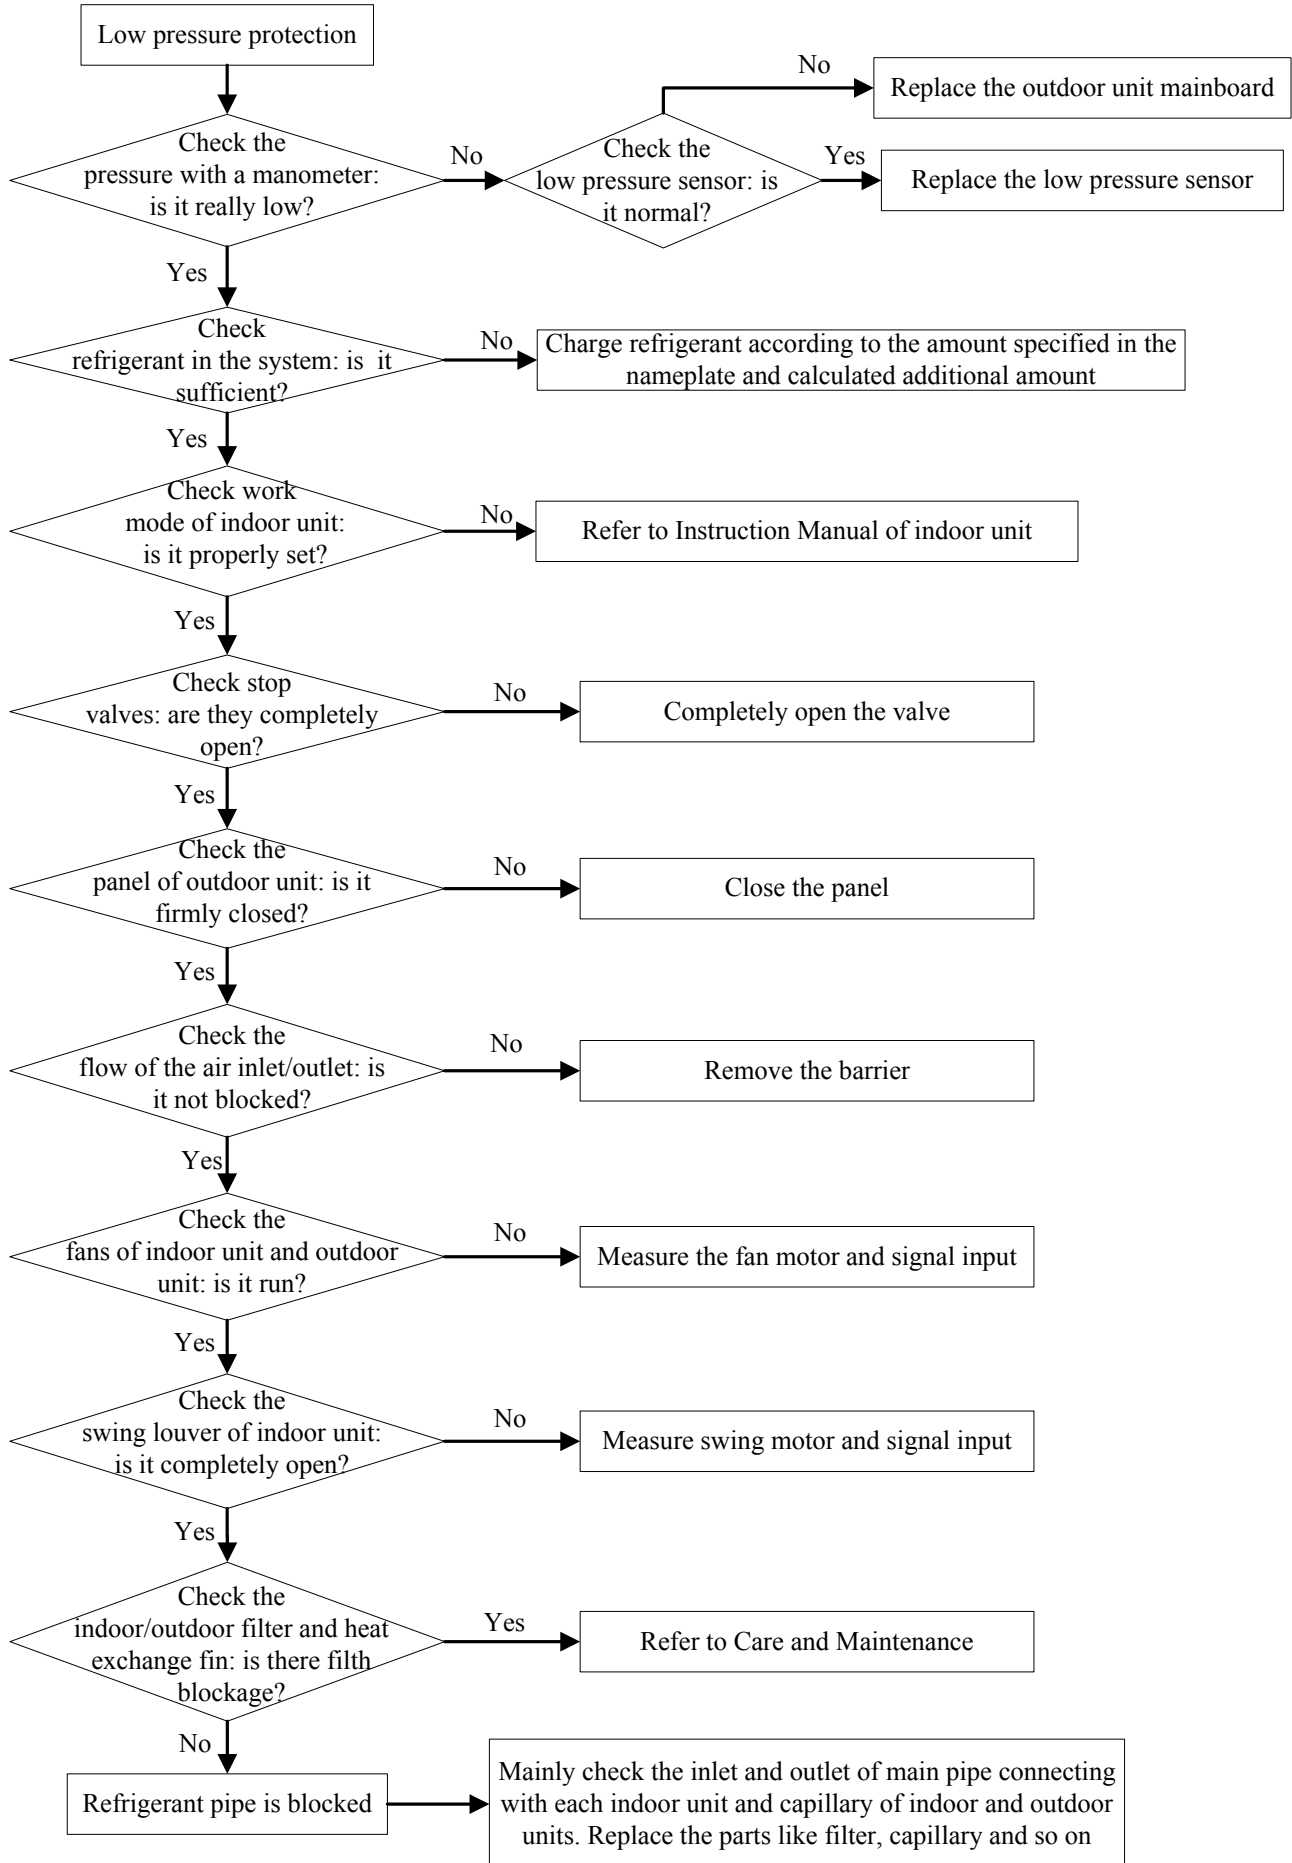 Low pressure protection
No
Replace the outdoor unit mainboard
Check the
pressure with a manometer:
is it really low?
No
Check the
low pressure sensor: is
it normal?
Yes
Replace the low pressure sensor
Yes
Check
refrigerant in the system: is it
sufficient?
No
Charge refrigerant according to the amount specified in the
nameplate and calculated additional amount
Yes
Check work
mode of indoor unit:
is it properly set?
No
Refer to Instruction Manual of indoor unit
Yes
Check stop
valves: are they completely
open?
No
Completely open the valve
Yes
Check the
panel of outdoor unit: is it
firmly closed?
No
Close the panel
Yes
Check the
flow of the air inlet/outlet: is
it not blocked?
No
Remove the barrier
Yes
Check the
fans of indoor unit and outdoor
unit: is it run?
No
Measure the fan motor and signal input
Yes
Check the
swing louver of indoor unit:
is it completely open?
No
Measure swing motor and signal input
Yes
Check the
indoor/outdoor filter and heat
exchange fin: is there filth
blockage?
Yes
Refer to Care and Maintenance
No
Refrigerant pipe is blocked
Mainly check the inlet and outlet of main pipe connecting
with each indoor unit and capillary of indoor and outdoor
units. Replace the parts like filter, capillary and so on